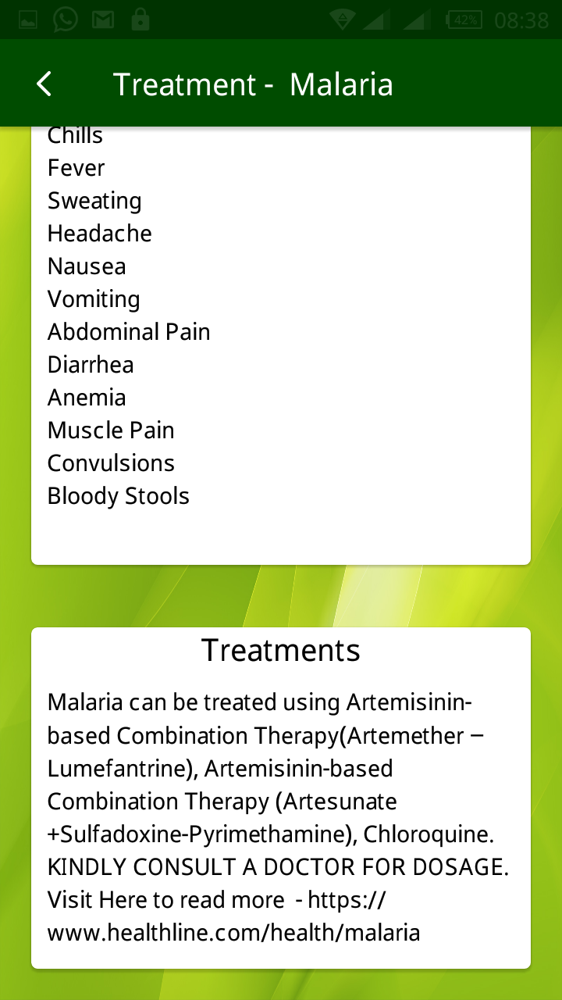 42% 08:38
Treatment - Malaria
Chills
Fever
Sweating
Headache
Nausea
Vomiting
Abdominal Pain
Diarrhea
Anemia
Muscle Pain
Convulsions
Bloody Stools
Treatments
Malaria can be treated using Artemisinin-
based Combination Therapy(Artemether –
Lumefantrine), Artemisinin-based
Combination Therapy (Artesunate
+Sulfadoxine-Pyrimethamine), Chloroquine.
KINDLY CONSULT A DOCTOR FOR DOSAGE.
Visit Here to read more - https://
www.healthline.com/health/malaria